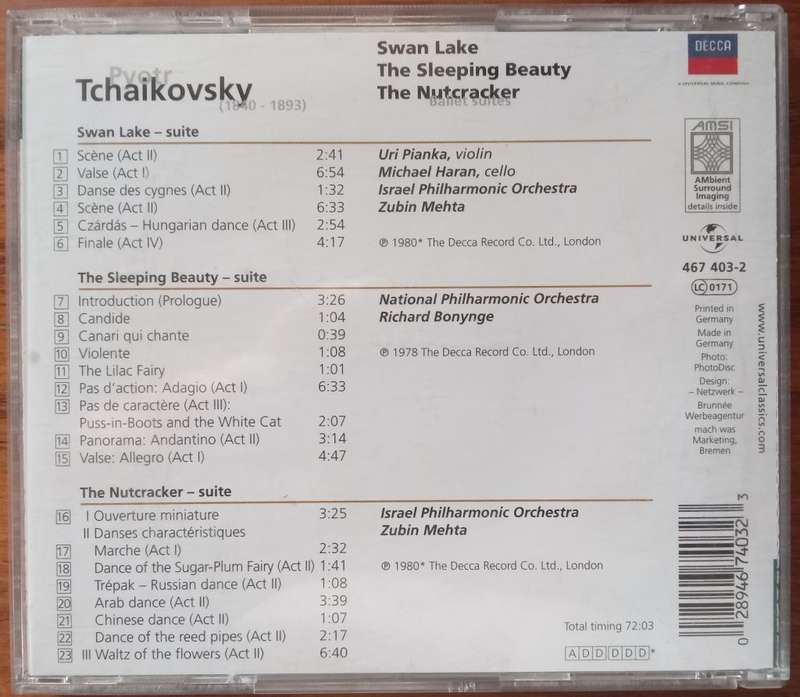 Pyotr
Tchaikovsky
(1840 - 1893)
Swan Lake
The Sleeping Beauty
The Nutcracker
Ballet suites
DECCA
A UNIVERSAL MUSIC COMPANY
Swan Lake – suite
1 Scène (Act II) 2:41 Uri Pianka, violin
2 Valse (Act I) 6:54 Michael Haran, cello
3 Danse des cygnes (Act II) 1:32 Israel Philharmonic Orchestra
4 Scène (Act II) 6:33 Zubin Mehta
5 Czárdás – Hungarian dance (Act III) 2:54
6 Finale (Act IV) 4:17 ℗ 1980* The Decca Record Co. Ltd., London
The Sleeping Beauty – suite
7 Introduction (Prologue) 3:26 National Philharmonic Orchestra
8 Candide 1:04 Richard Bonynge
9 Canari qui chante 0:39
10 Violente 1:08 ℗ 1978 The Decca Record Co. Ltd., London
11 The Lilac Fairy 1:01
12 Pas d'action: Adagio (Act I) 6:33
13 Pas de caractère (Act III):
Puss-in-Boots and the White Cat 2:07
14 Panorama: Andantino (Act II) 3:14
15 Valse: Allegro (Act I) 4:47
The Nutcracker – suite
16 I Ouverture miniature 3:25 Israel Philharmonic Orchestra
II Danses charactéristiques Zubin Mehta
17 Marche (Act I) 2:32
18 Dance of the Sugar-Plum Fairy (Act II) 1:41 ℗ 1980* The Decca Record Co. Ltd., London
19 Trépak – Russian dance (Act II) 1:08
20 Arab dance (Act II) 3:39
21 Chinese dance (Act II) 1:07
22 Dance of the reed pipes (Act II) 2:17
23 III Waltz of the flowers (Act II) 6:40
Total timing 72:03
ADDDDD*
AMSI
AMbient
Surround
Imaging
details inside
UNIVERSAL
467 403-2
LC 0171
Printed in
Germany
Made in
Germany
Photo:
PhotoDisc
Design:
– Netzwerk –
Brunnée
Werbeagentur
mach was
Marketing,
Bremen
www.universalclassics.com
0 28946 74032 3